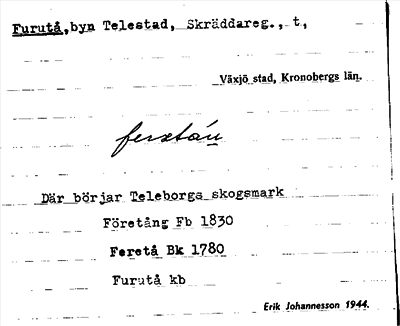 Furutå,byn Telestad, Skräddareg., t,
Växjö stad, Kronobergs län.
Där börjar Teleborgs skogsmark
Företång Fb 1830
Feretå Bk 1780
Furutå kb
Erik Johannesson 1944.